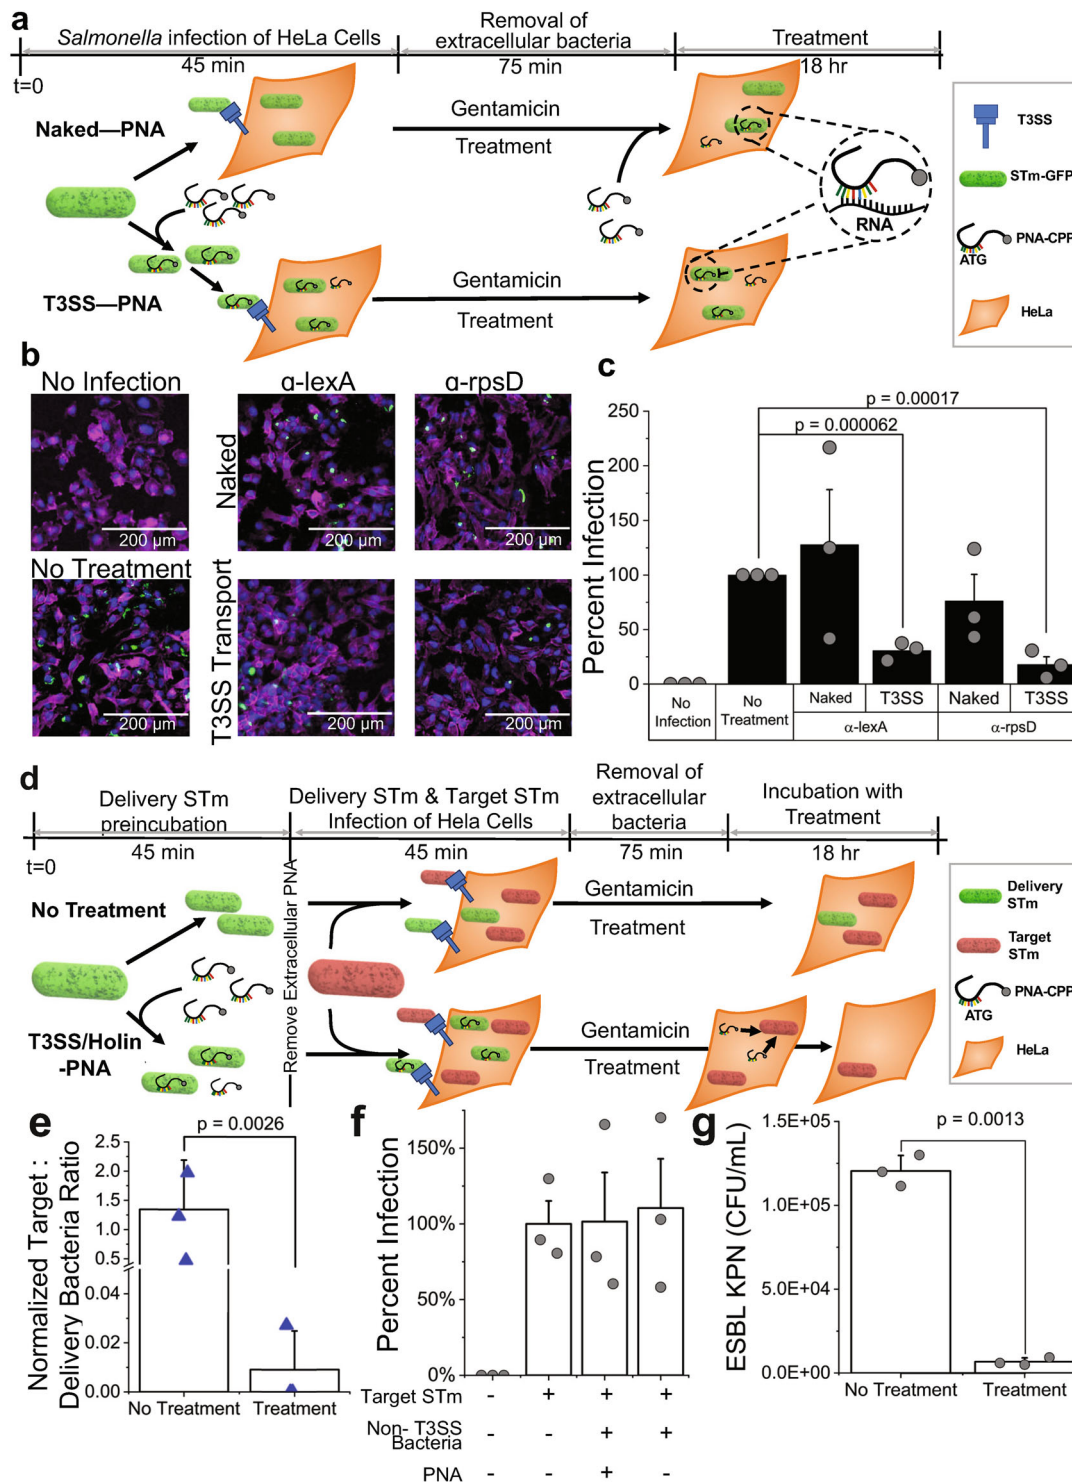 a
Salmonella infection of HeLa Cells
Removal of
extracellular bacteria
Treatment
45 min
75 min
18 hr
t=0
Naked—PNA
Gentamicin
Treatment
T3SS—PNA
Gentamicin
Treatment
RNA
T3SS
STm-GFP
PNA-CPP
ATG
HeLa
b
No Infection
α-lexA
α-rpsD
Naked
200 µm
200 µm
200 µm
No Treatment
T3SS Transport
200 µm
200 µm
200 µm
c
p = 0.00017
p = 0.000062
Percent Infection
250
200
150
100
50
0
No
Infection
No
Treatment
Naked
T3SS
Naked
T3SS
α-lexA
α-rpsD
d
Delivery STm
preincubation
Delivery STm & Target STm
Infection of Hela Cells
Removal of
extracellular
bacteria
Incubation with
Treatment
45 min
45 min
75 min
18 hr
t=0
No Treatment
Remove Extracellular PNA
Gentamicin
Treatment
T3SS/Holin
-PNA
Gentamicin
Treatment
Delivery
STm
Target
STm
PNA-CPP
ATG
HeLa
e
p = 0.0026
Normalized Target :
Delivery Bacteria Ratio
2.5
2.0
1.5
1.0
0.5
0.04
0.02
0.00
No Treatment
Treatment
f
Percent Infection
150%
100%
50%
0%
Target STm - + + +
Non- T3SS
Bacteria - - + +
PNA - - + -
g
p = 0.0013
ESBL KPN (CFU/mL)
1.5E+05
1.0E+05
5.0E+04
0.0E+00
No Treatment
Treatment